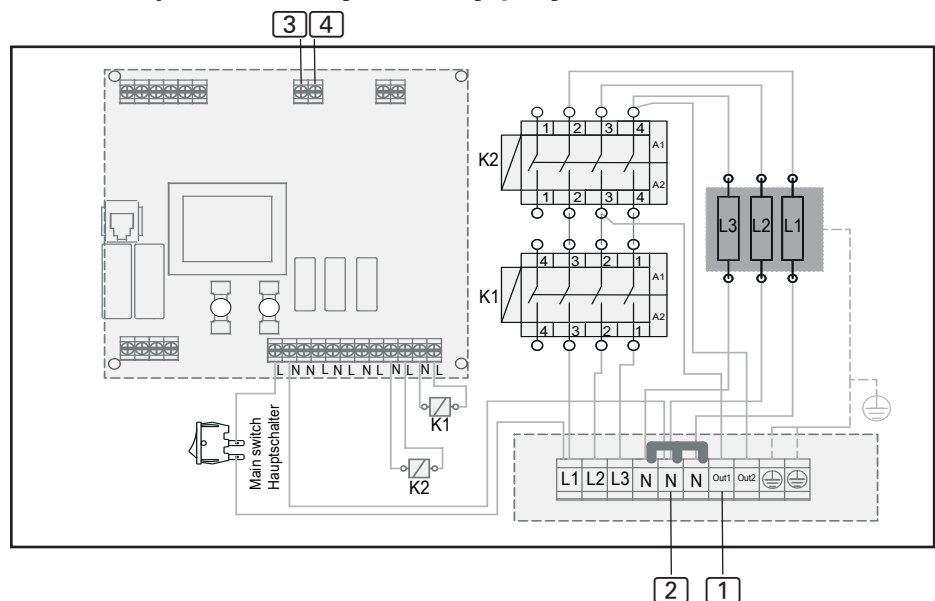 3 4
1 2 3 4
K2 A1
A2
1 2 3 4
L3 L2 L1
4 3 2 1
K1 A1
A2
4 3 2 1
L N N L N L N L N L N L
K1
Main switch
Hauptschalter
K2
L1 L2 L3 N N N Out1 Out2
2 1